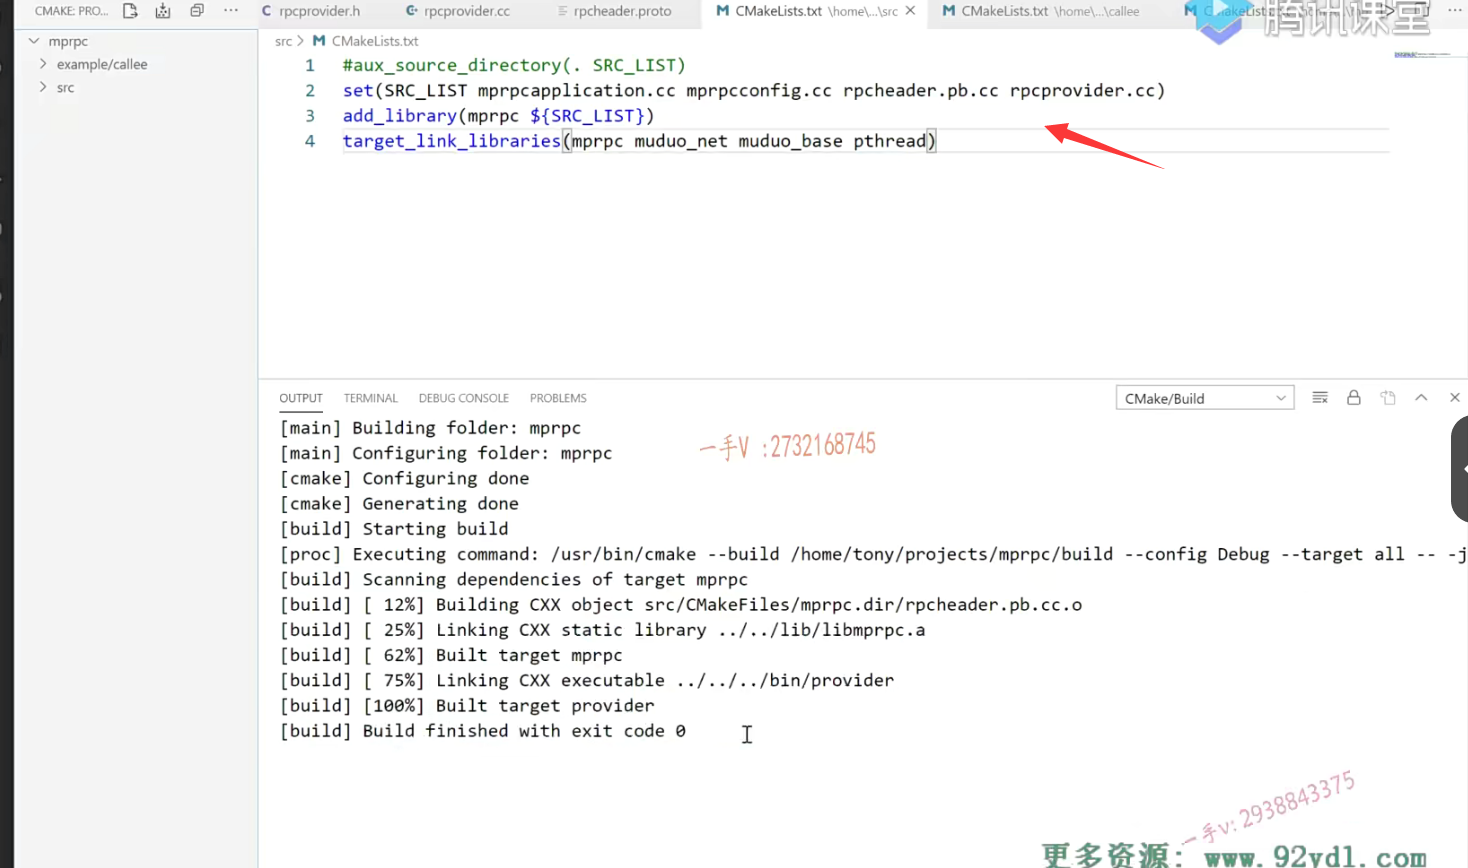 CMAKE: PRO...
rpcprovider.h
rpcprovider.cc
rpcheader.proto
CMakeLists.txt \home\...\src
CMakeLists.txt \home\...\callee
腾讯课堂
mprpc
example/callee
src
src > CMakeLists.txt
1 #aux_source_directory(. SRC_LIST)
2 set(SRC_LIST mprpcapplication.cc mprpcconfig.cc rpcheader.pb.cc rpcprovider.cc)
3 add_library(mprpc ${SRC_LIST})
4 target_link_libraries(mprpc muduo_net muduo_base pthread)
OUTPUT TERMINAL DEBUG CONSOLE PROBLEMS
CMake/Build
[main] Building folder: mprpc
[main] Configuring folder: mprpc
[cmake] Configuring done
[cmake] Generating done
[build] Starting build
[proc] Executing command: /usr/bin/cmake --build /home/tony/projects/mprpc/build --config Debug --target all -- -j
[build] Scanning dependencies of target mprpc
[build] [ 12%] Building CXX object src/CMakeFiles/mprpc.dir/rpcheader.pb.cc.o
[build] [ 25%] Linking CXX static library ../../lib/libmprpc.a
[build] [ 62%] Built target mprpc
[build] [ 75%] Linking CXX executable ../../../bin/provider
[build] [100%] Built target provider
[build] Build finished with exit code 0
一手V :2732168745
一手v: 2938843375
更多资源: www.92ydl.com